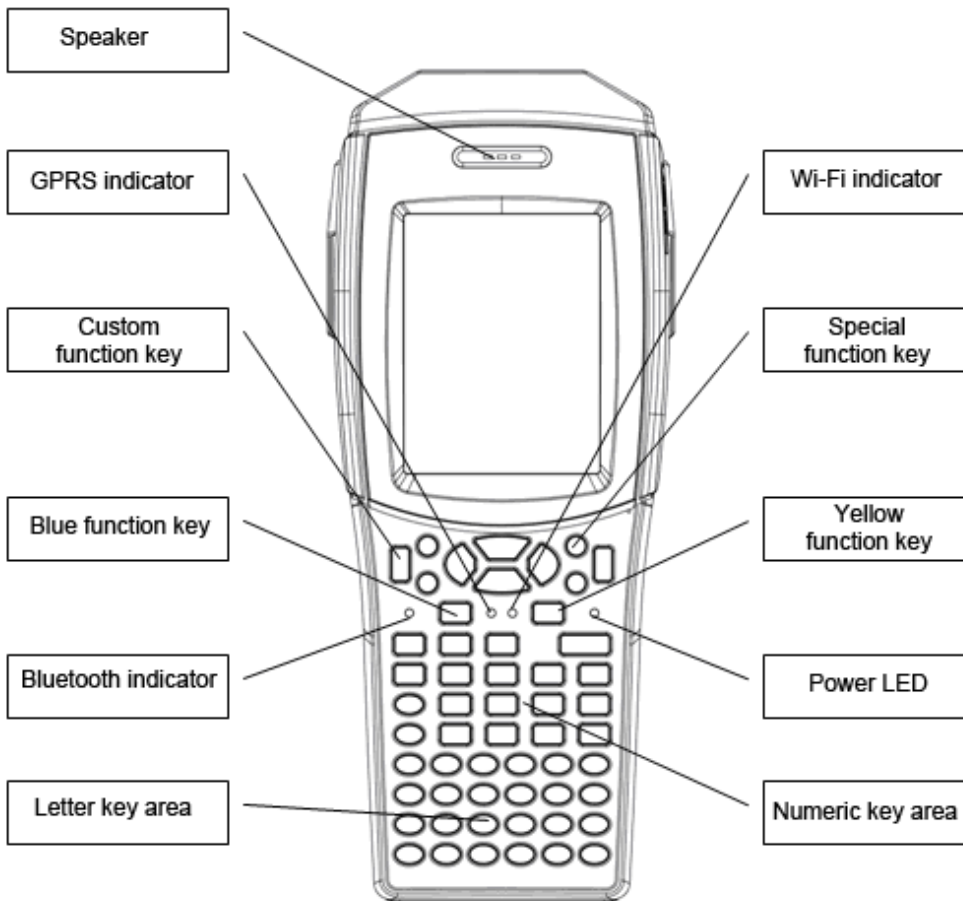 Speaker
GPRS indicator
Wi-Fi indicator
Custom
function key
Special
function key
Blue function key
Yellow
function key
Bluetooth indicator
Power LED
Letter key area
Numeric key area